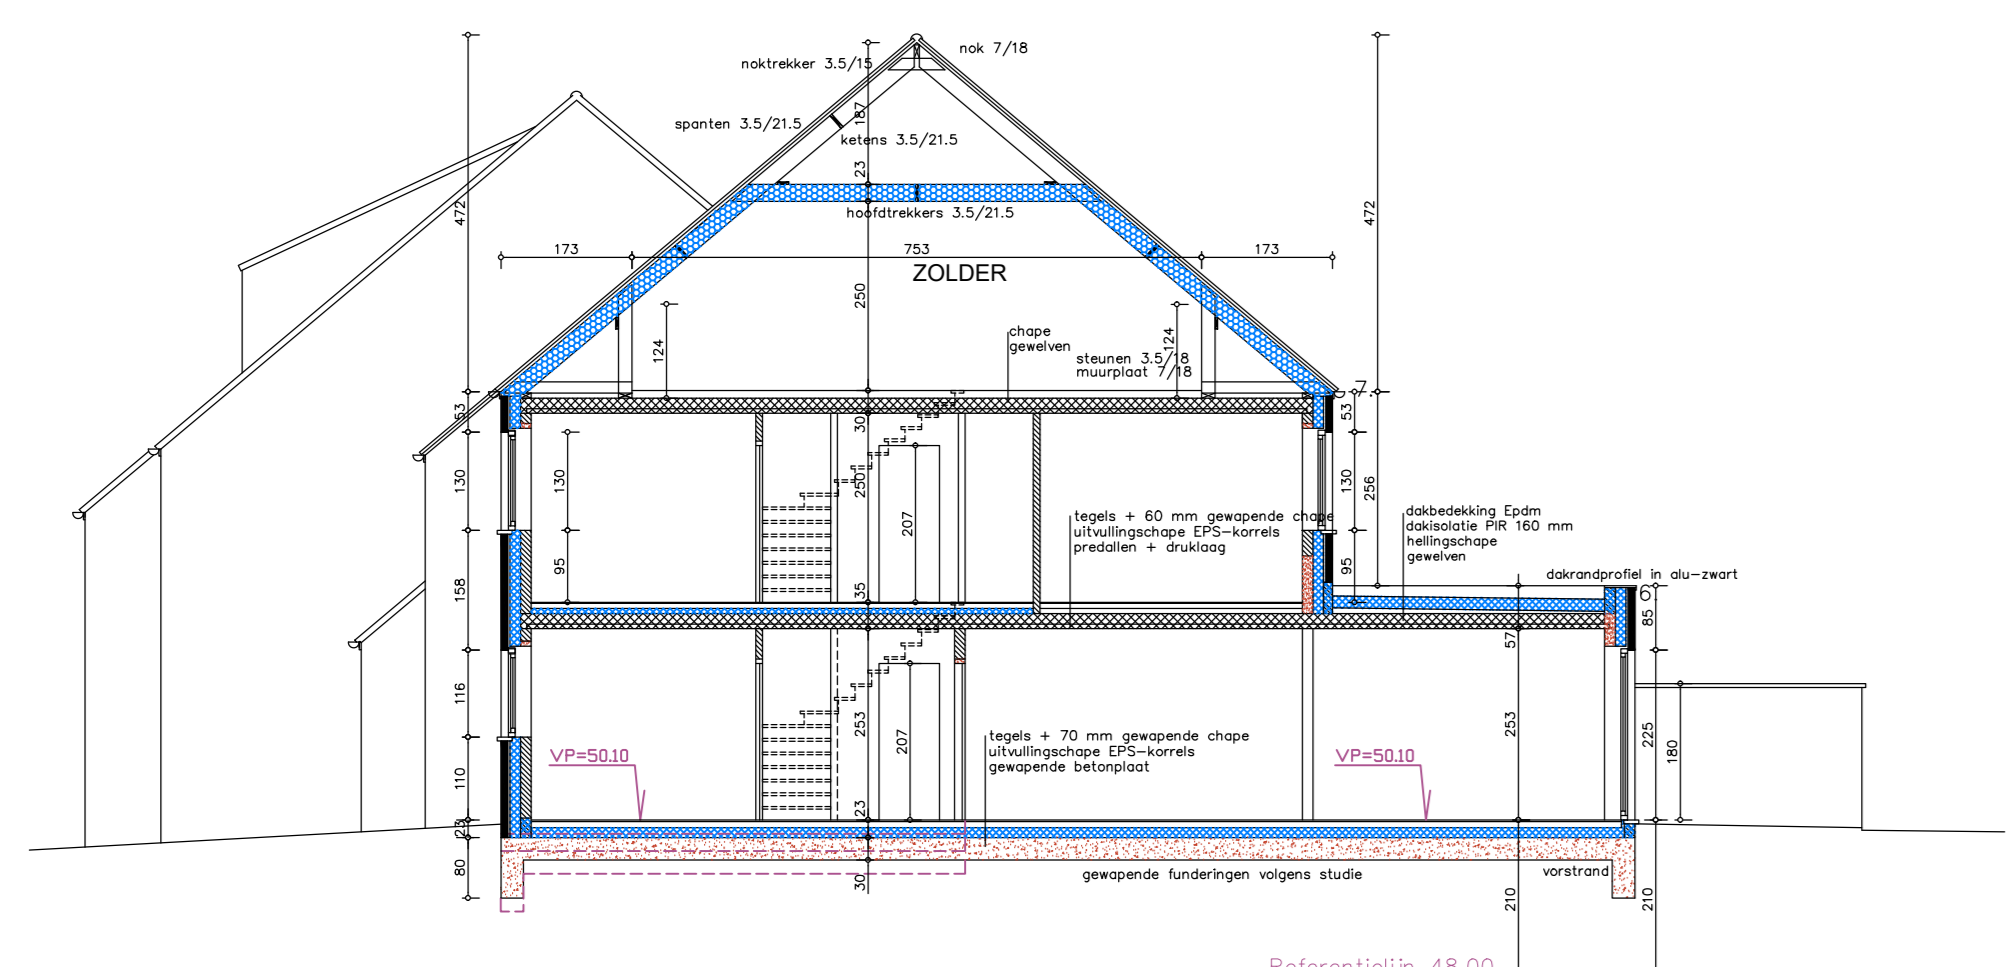 nok 7/18
noktrekker 3.5/15
spanten 3.5/21.5
187
ketens 3.5/21.5
23
472
hoofdtrekkers 3.5/21.5
472
173
753
173
ZOLDER
250
124
chape
gewelven
124
steunen 3.5/18
muurplaat 7/18
7.
53
30
53
130
130
250
207
130
256
tegels + 60 mm gewapende chape
uitvullingschape EPS-korrels
predallen + druklaag
dakbedekking Epdm
dakisolatie PIR 160 mm
hellingschape
gewelven
158
95
35
95
dakrandprofiel in alu-zwart
6.
85
57
116
253
207
253
225
180
tegels + 70 mm gewapende chape
uitvullingschape EPS-korrels
gewapende betonplaat
VP=50.10
VP=50.10
110
23
23
80
30
gewapende funderingen volgens studie
vorstrand
210
210
Referentielijn 48.00